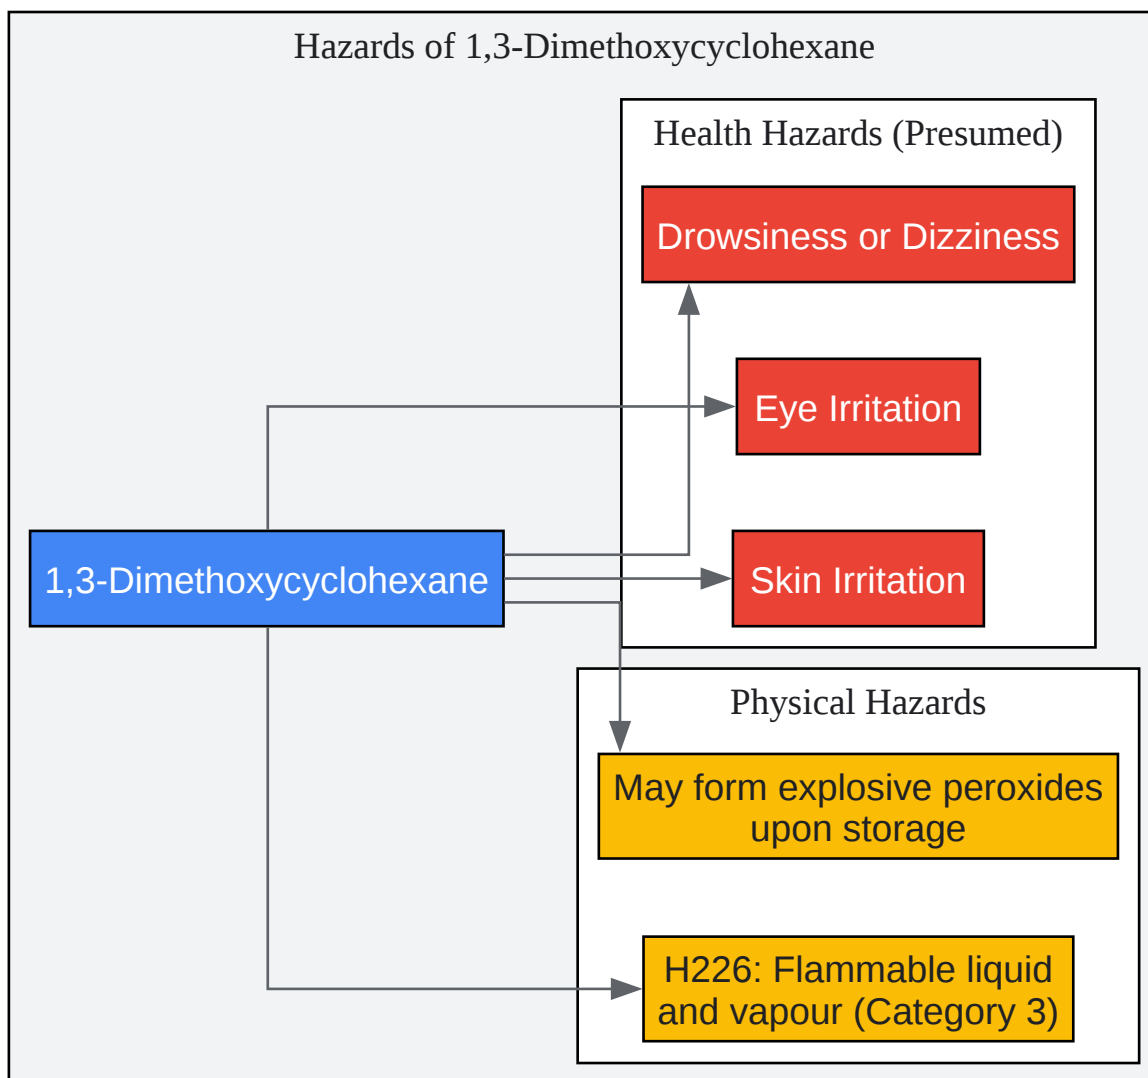 Hazards of 1,3-Dimethoxycyclohexane
Health Hazards (Presumed)
Drowsiness or Dizziness
Eye Irritation
1,3-Dimethoxycyclohexane
Skin Irritation
Physical Hazards
May form explosive peroxides
upon storage
H226: Flammable liquid
and vapour (Category 3)